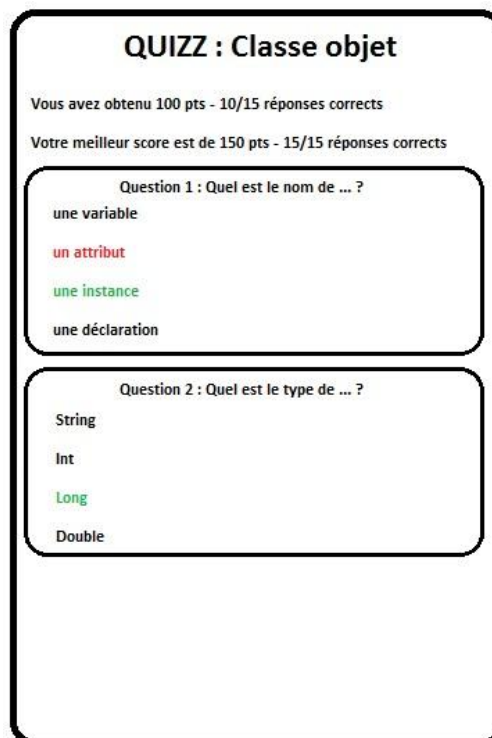 QUIZZ : Classe objet
Vous avez obtenu 100 pts - 10/15 réponses corrects
Votre meilleur score est de 150 pts - 15/15 réponses corrects
Question 1 : Quel est le nom de ... ?
une variable
un attribut
une instance
une déclaration
Question 2 : Quel est le type de ... ?
String
Int
Long
Double